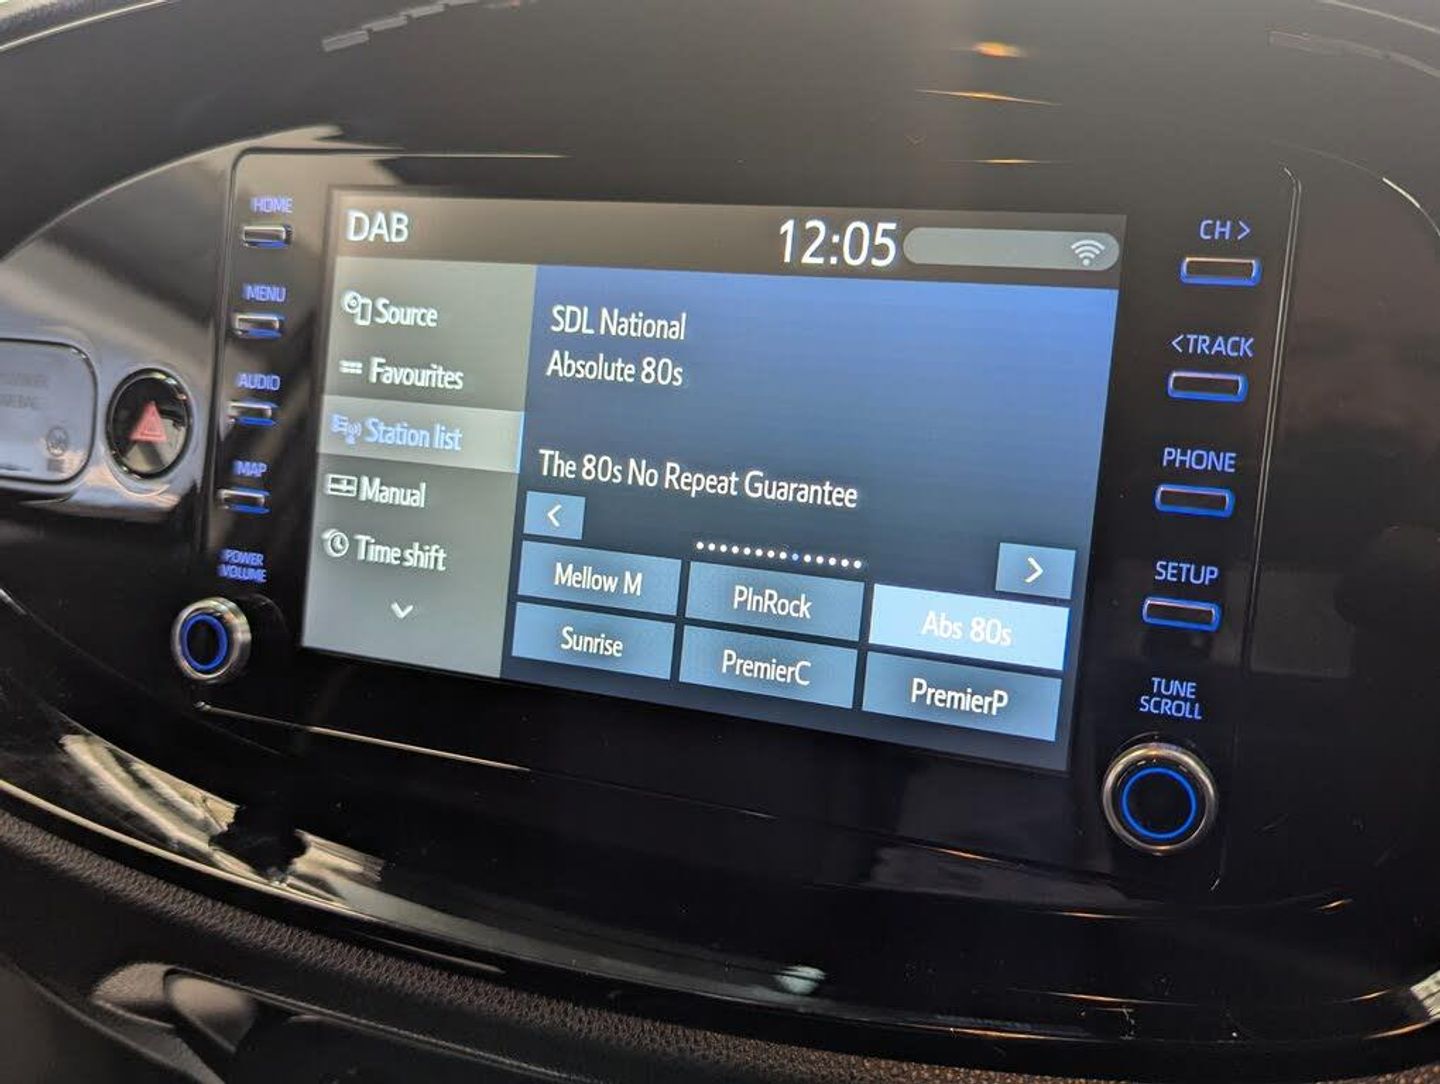 HOME
MENU
AUDIO
MAP
POWER
VOLUME
DAB
12:05
Source
Favourites
Station list
Manual
Time shift
SDL National
Absolute 80s
The 80s No Repeat Guarantee
<
>
Mellow M
PlnRock
Abs 80s
Sunrise
PremierC
PremierP
CH >
< TRACK
PHONE
SETUP
TUNE
SCROLL